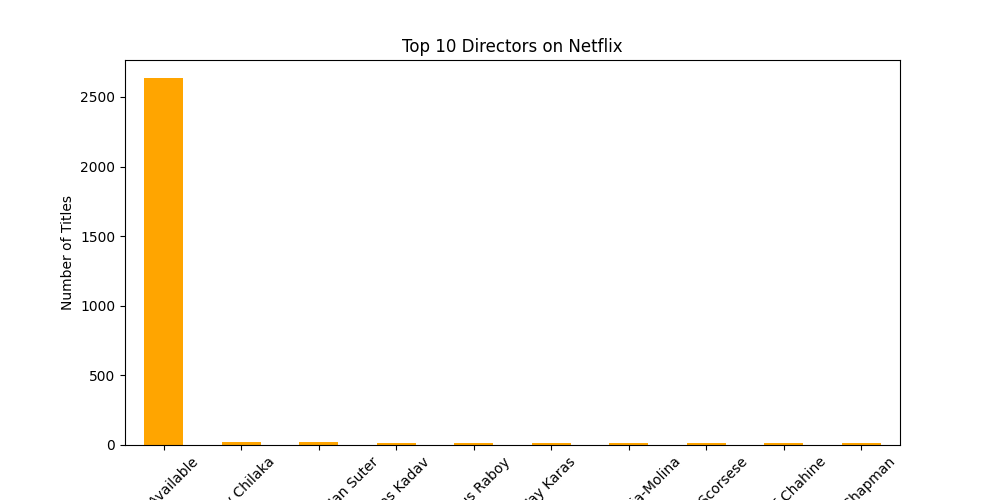 Top 10 Directors on Netflix
Number of Titles
2500
2000
1500
1000
500
0
Available
Chilaka
Suter
Kadav
Raboy
Karas
-Molina
Scorsese
Chahine
Chapman